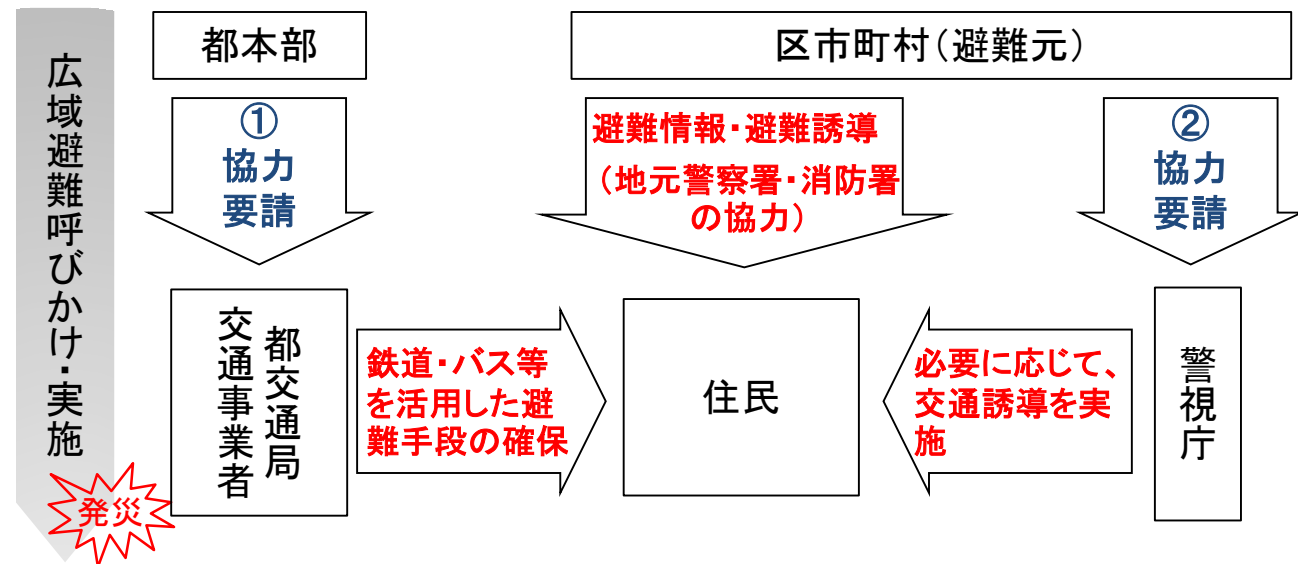 広域避難呼びかけ・実施
発災
都本部
区市町村（避難元）
①
協力
要請
避難情報・避難誘導
（地元警察署・消防署
の協力）
②
協力
要請
都交通局
交通事業者
鉄道・バス等
を活用した避
難手段の確保
住民
必要に応じて、
交通誘導を実
施
警視庁